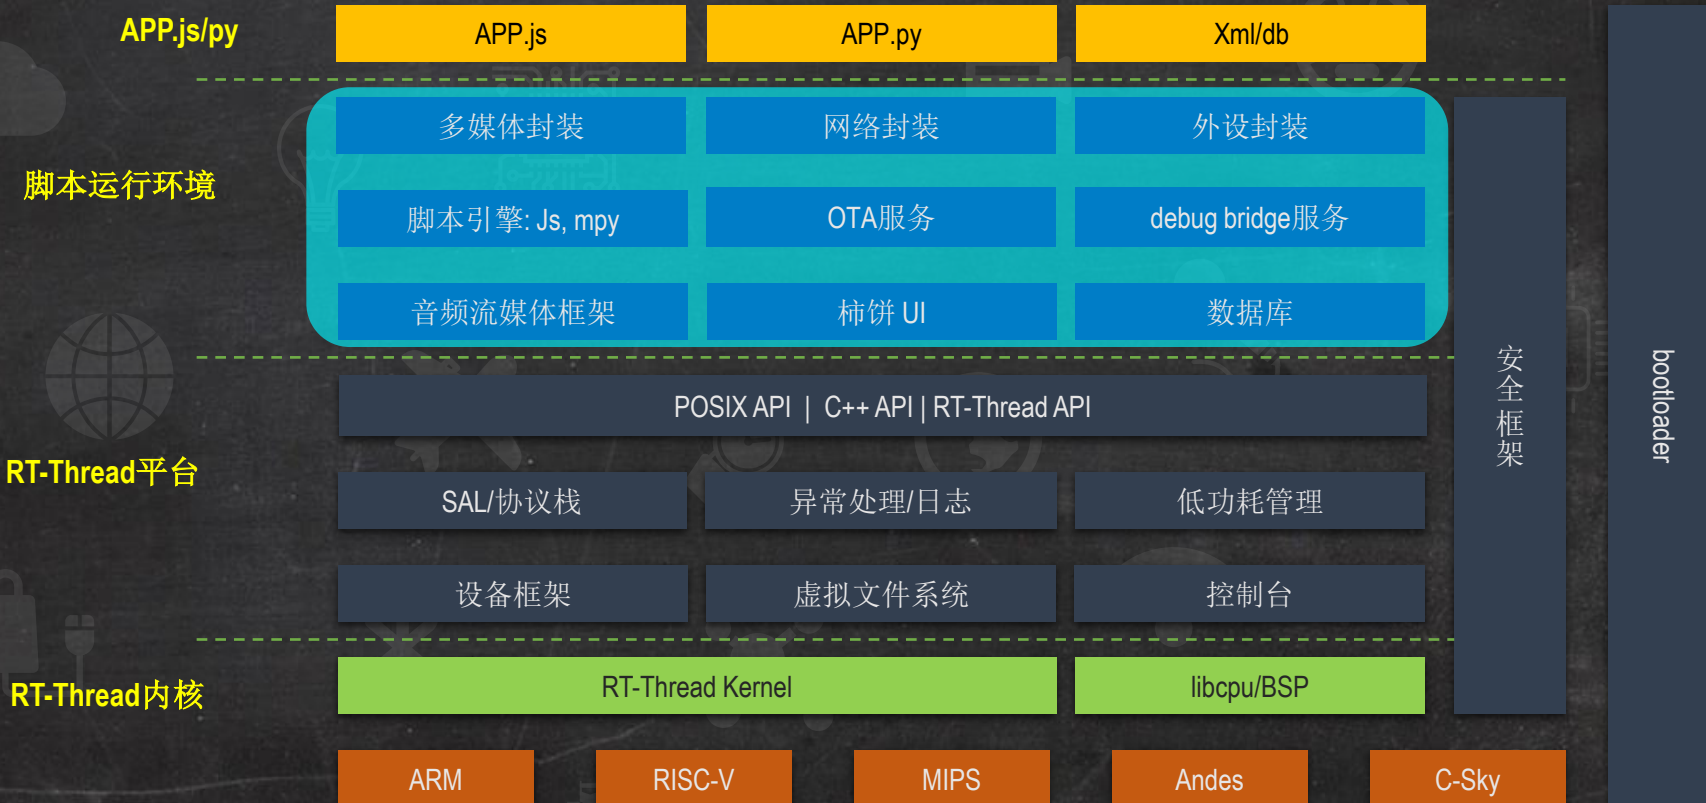 APP.js/py
APP.js
APP.py
Xml/db
脚本运行环境
多媒体封装
网络封装
外设封装
脚本引擎: Js, mpy
OTA服务
debug bridge服务
音频流媒体框架
柿饼 UI
数据库
RT-Thread平台
POSIX API | C++ API | RT-Thread API
SAL/协议栈
异常处理/日志
低功耗管理
设备框架
虚拟文件系统
控制台
RT-Thread内核
RT-Thread Kernel
libcpu/BSP
安全框架
bootloader
ARM
RISC-V
MIPS
Andes
C-Sky